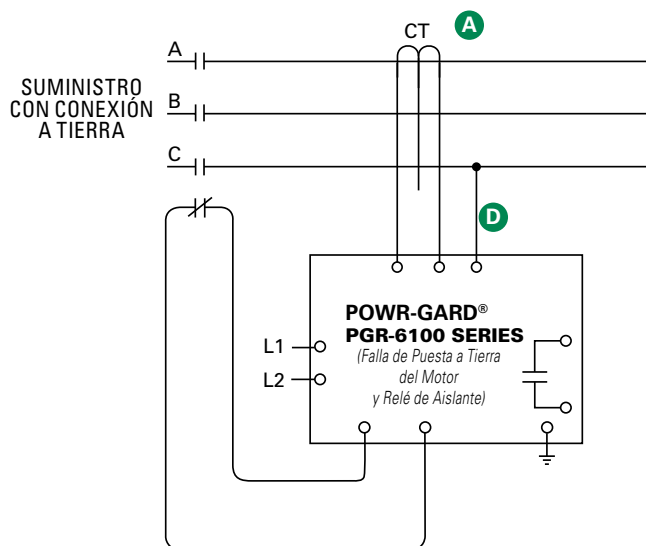 CT
A
A
SUMINISTRO
CON CONEXIÓN
A TIERRA
B
C
D
POWR-GARD®
PGR-6100 SERIES
(Falla de Puesta a Tierra
del Motor
y Relé de Aislante)
L1
L2